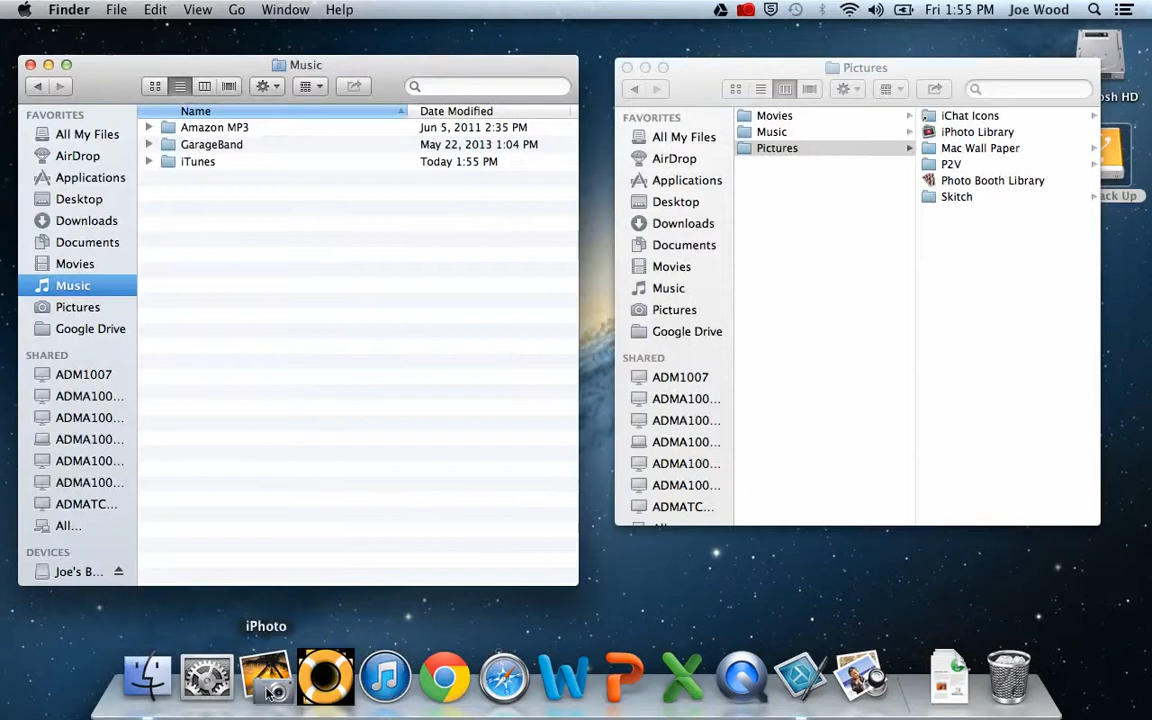 Finder File Edit View Go Window Help Fri 1:55 PM Joe Wood
Music
Name Date Modified
FAVORITES
All My Files
AirDrop
Applications
Desktop
Downloads
Documents
Movies
Music
Pictures
Google Drive
SHARED
ADM1007
ADMA100...
ADMA100...
ADMA100...
ADMA100...
ADMA100...
ADMATC...
All...
DEVICES
Joe's B...
Amazon MP3 Jun 5, 2011 2:35 PM
GarageBand May 22, 2013 1:04 PM
iTunes Today 1:55 PM
Pictures
FAVORITES
All My Files
AirDrop
Applications
Desktop
Downloads
Documents
Movies
Music
Pictures
Google Drive
SHARED
ADM1007
ADMA100...
ADMA100...
ADMA100...
ADMA100...
ADMA100...
ADMATC...
Movies
Music
Pictures
iChat Icons
iPhoto Library
Mac Wall Paper
P2V
Photo Booth Library
Skitch
osh HD
ack Up
iPhoto